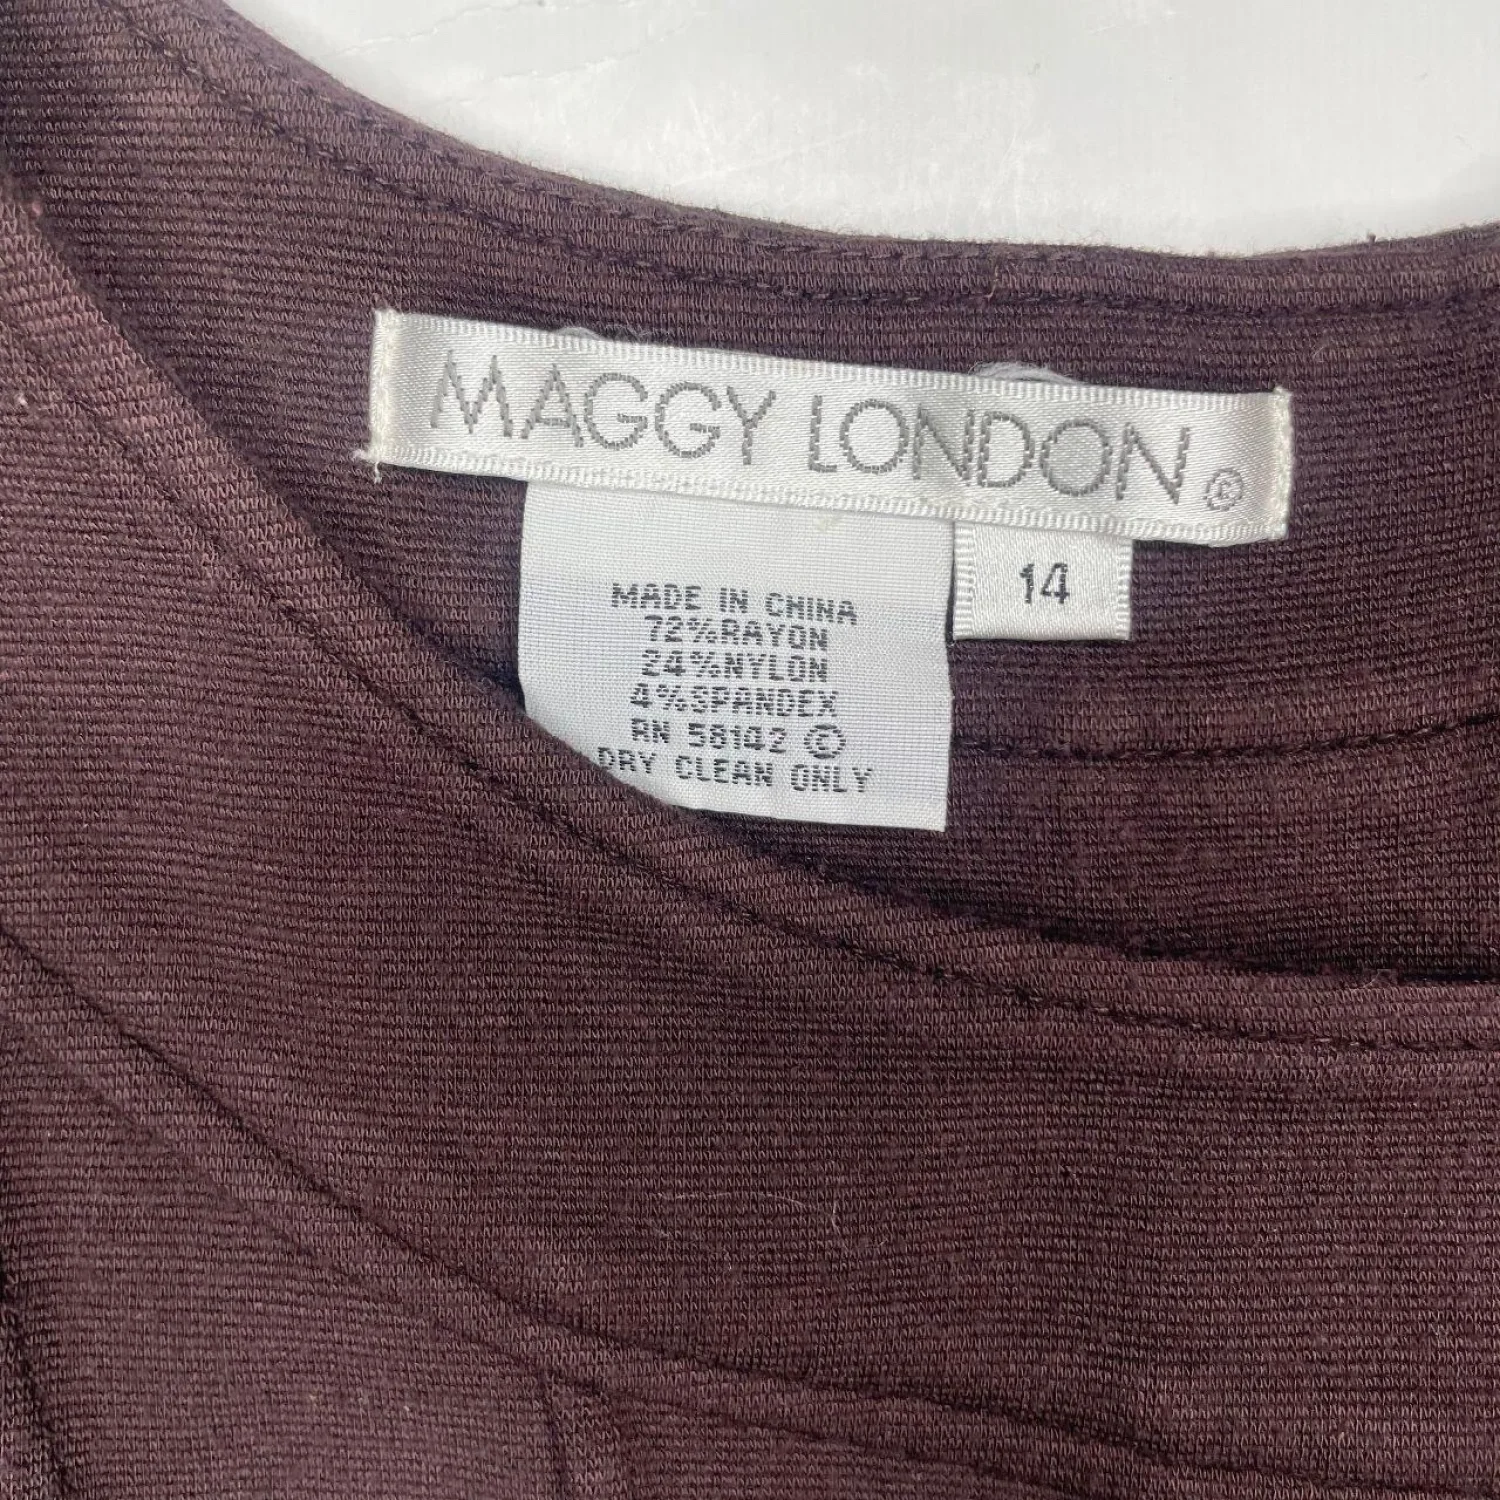 MAGGY LONDON ©
14
MADE IN CHINA
72%RAYON
24%NYLON
4%SPANDEX
RN 58142 ©
DRY CLEAN ONLY